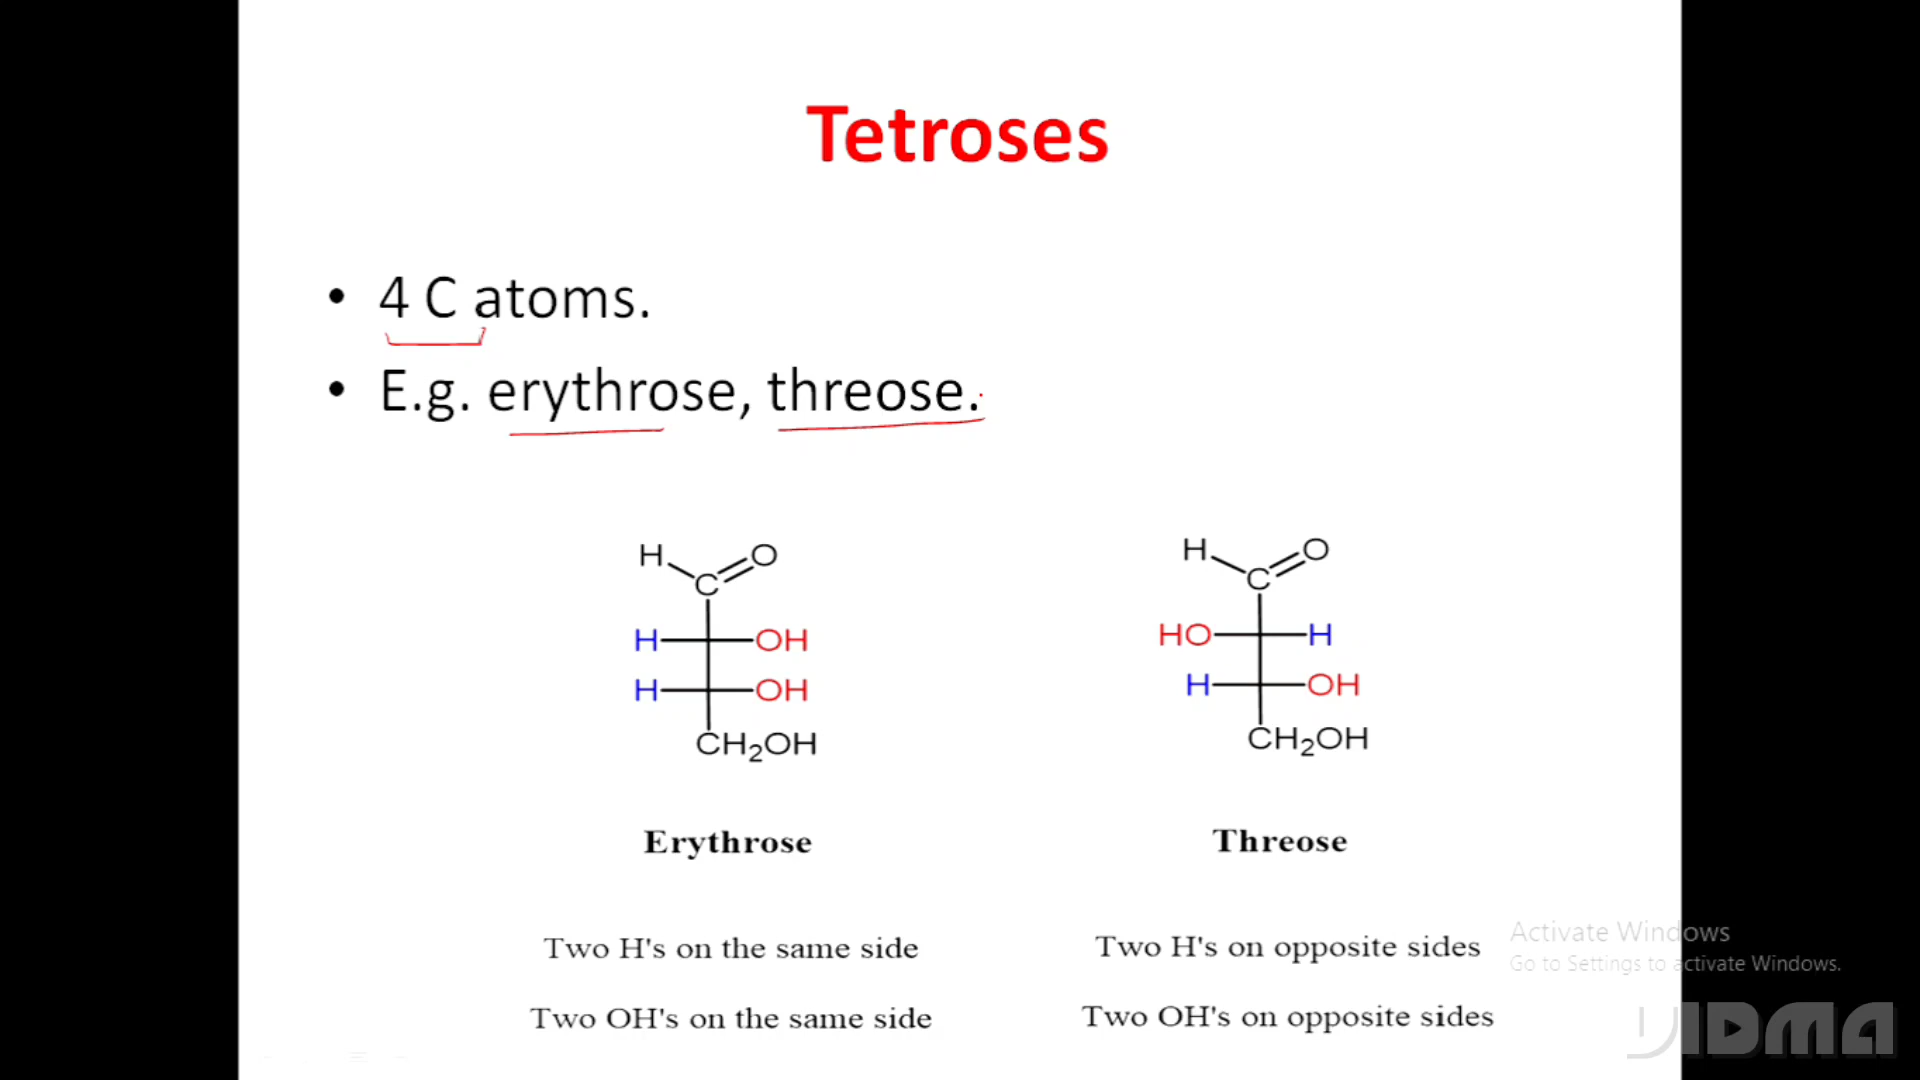 Tetroses
• 4 C atoms.
• E.g. erythrose, threose.
H O
C
H OH
H OH
CH2OH
H O
C
HO H
H OH
CH2OH
Erythrose
Threose
Two H's on the same side
Two H's on opposite sides
Two OH's on the same side
Two OH's on opposite sides
Activate Windows
Go to Settings to activate Windows.
VIDMA